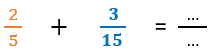 2/5 + 3/15 = .../...